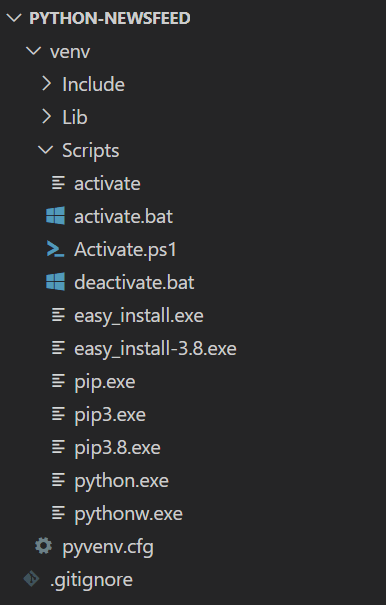 PYTHON-NEWSFEED
venv
Include
Lib
Scripts
activate
activate.bat
Activate.ps1
deactivate.bat
easy_install.exe
easy_install-3.8.exe
pip.exe
pip3.exe
pip3.8.exe
python.exe
pythonw.exe
pyvenv.cfg
.gitignore